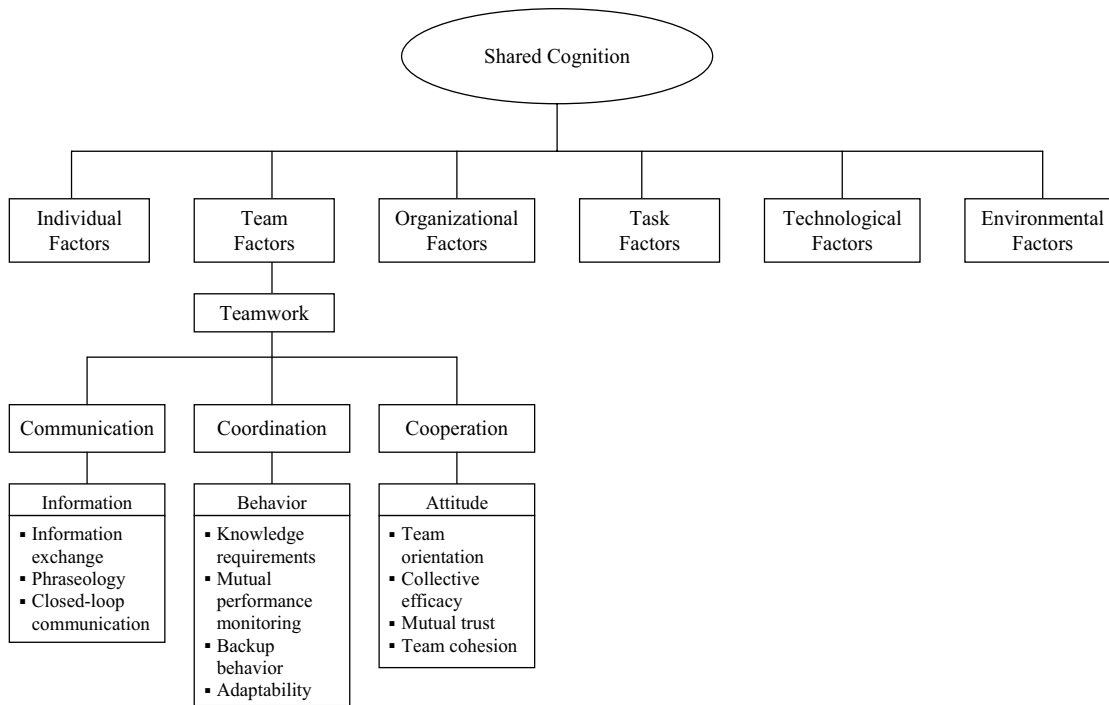 Shared Cognition
Individual
Factors
Team
Factors
Organizational
Factors
Task
Factors
Technological
Factors
Environmental
Factors
Teamwork
Communication
Coordination
Cooperation
Information
▪ Information
exchange
▪ Phraseology
▪ Closed-loop
communication
Behavior
▪ Knowledge
requirements
▪ Mutual
performance
monitoring
▪ Backup
behavior
▪ Adaptability
Attitude
▪ Team
orientation
▪ Collective
efficacy
▪ Mutual trust
▪ Team cohesion